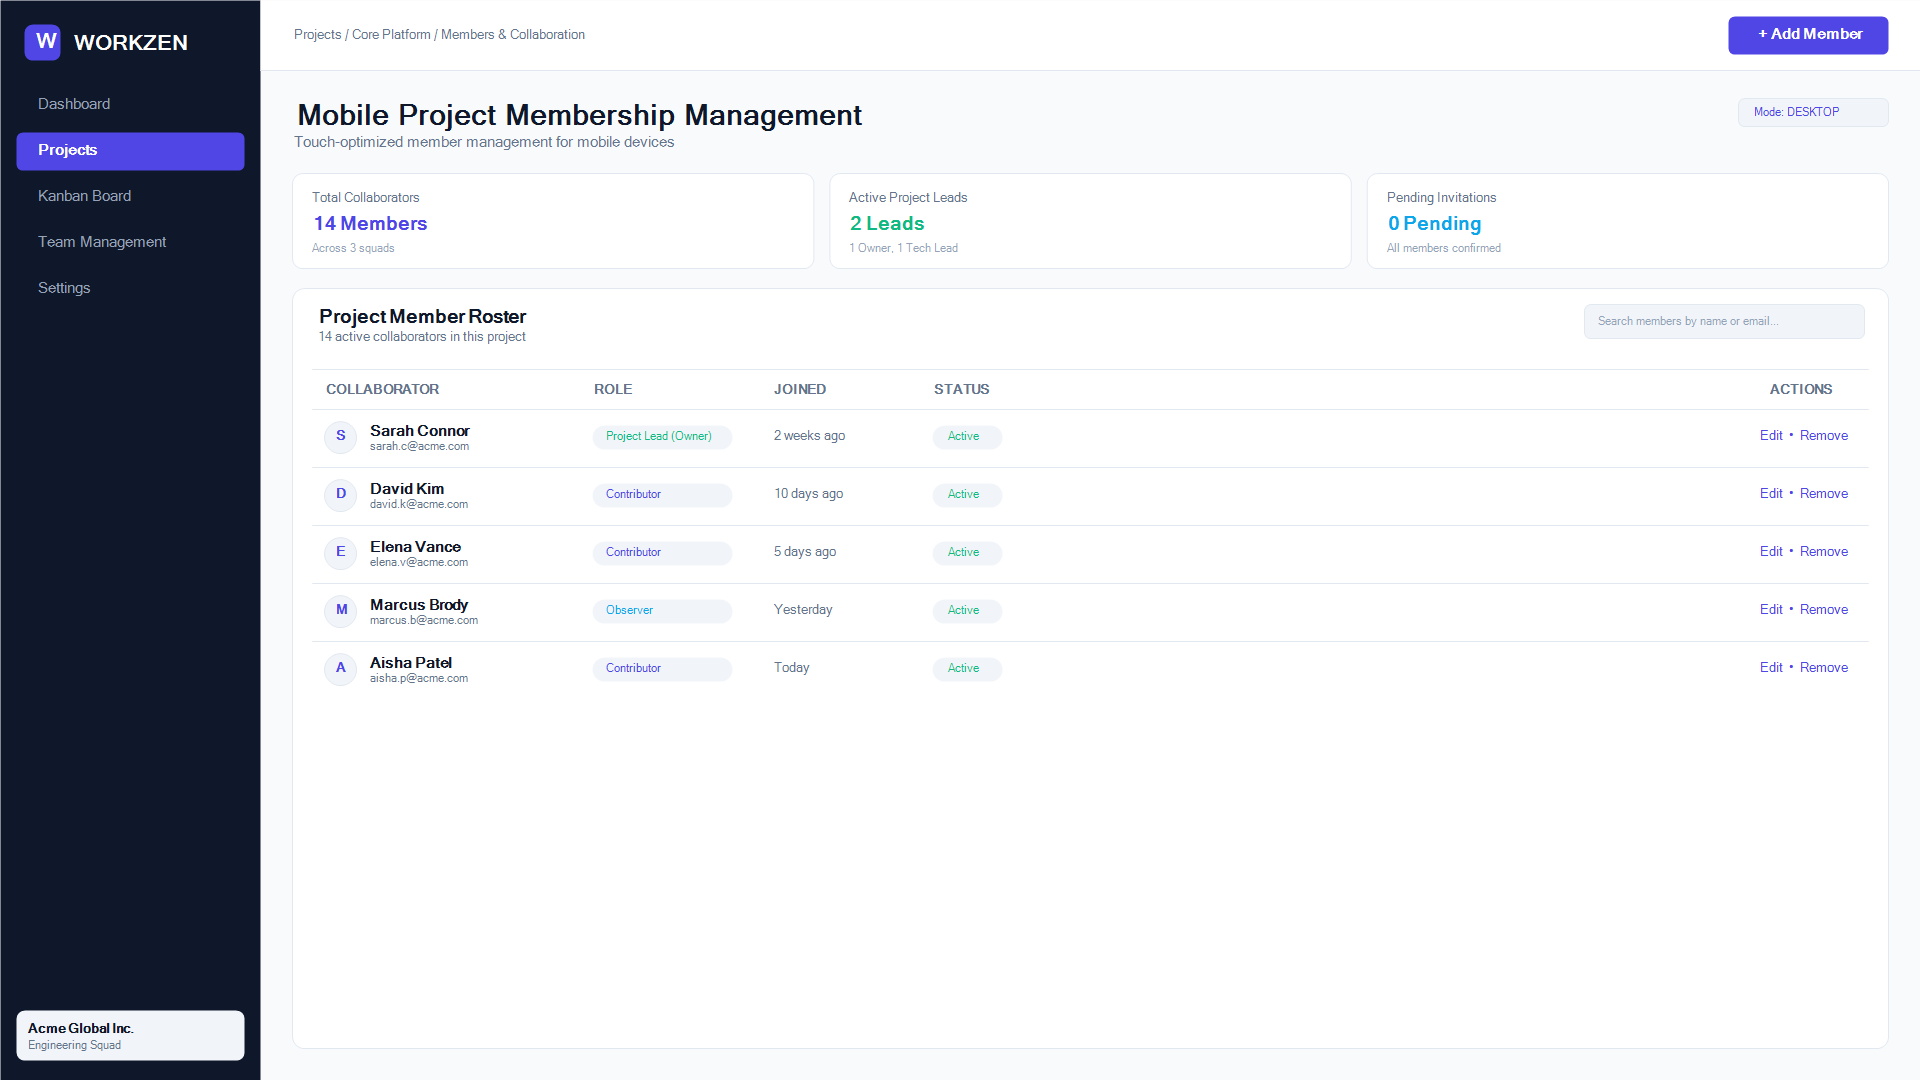 W WORKZEN
Dashboard
Projects
Kanban Board
Team Management
Settings
Acme Global Inc.
Engineering Squad
Projects / Core Platform / Members & Collaboration
+ Add Member
Mobile Project Membership Management
Touch-optimized member management for mobile devices
Mode: DESKTOP
Total Collaborators
14 Members
Across 3 squads
Active Project Leads
2 Leads
1 Owner, 1 Tech Lead
Pending Invitations
0 Pending
All members confirmed
Project Member Roster
14 active collaborators in this project
Search members by name or email...
COLLABORATOR ROLE JOINED STATUS ACTIONS
S Sarah Connor Project Lead (Owner) 2 weeks ago Active Edit • Remove
sarah.c@acme.com
D David Kim Contributor 10 days ago Active Edit • Remove
david.k@acme.com
E Elena Vance Contributor 5 days ago Active Edit • Remove
elena.v@acme.com
M Marcus Brody Observer Yesterday Active Edit • Remove
marcus.b@acme.com
A Aisha Patel Contributor Today Active Edit • Remove
aisha.p@acme.com